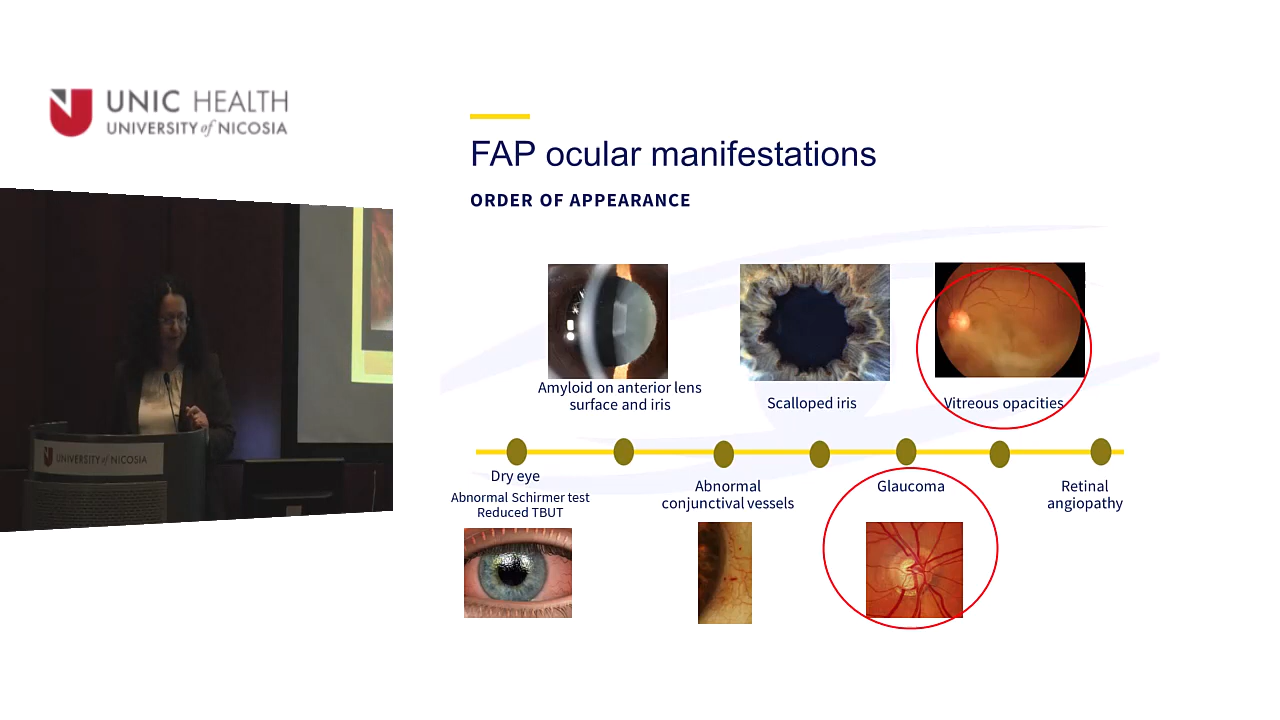 UNIC HEALTH
UNIVERSITY of NICOSIA
FAP ocular manifestations
ORDER OF APPEARANCE
Amyloid on anterior lens
surface and iris
Scalloped iris
Vitreous opacities
Dry eye
Abnormal Schirmer test
Reduced TBUT
Abnormal
conjunctival vessels
Glaucoma
Retinal
angiopathy
UNIVERSITY of NICOSIA